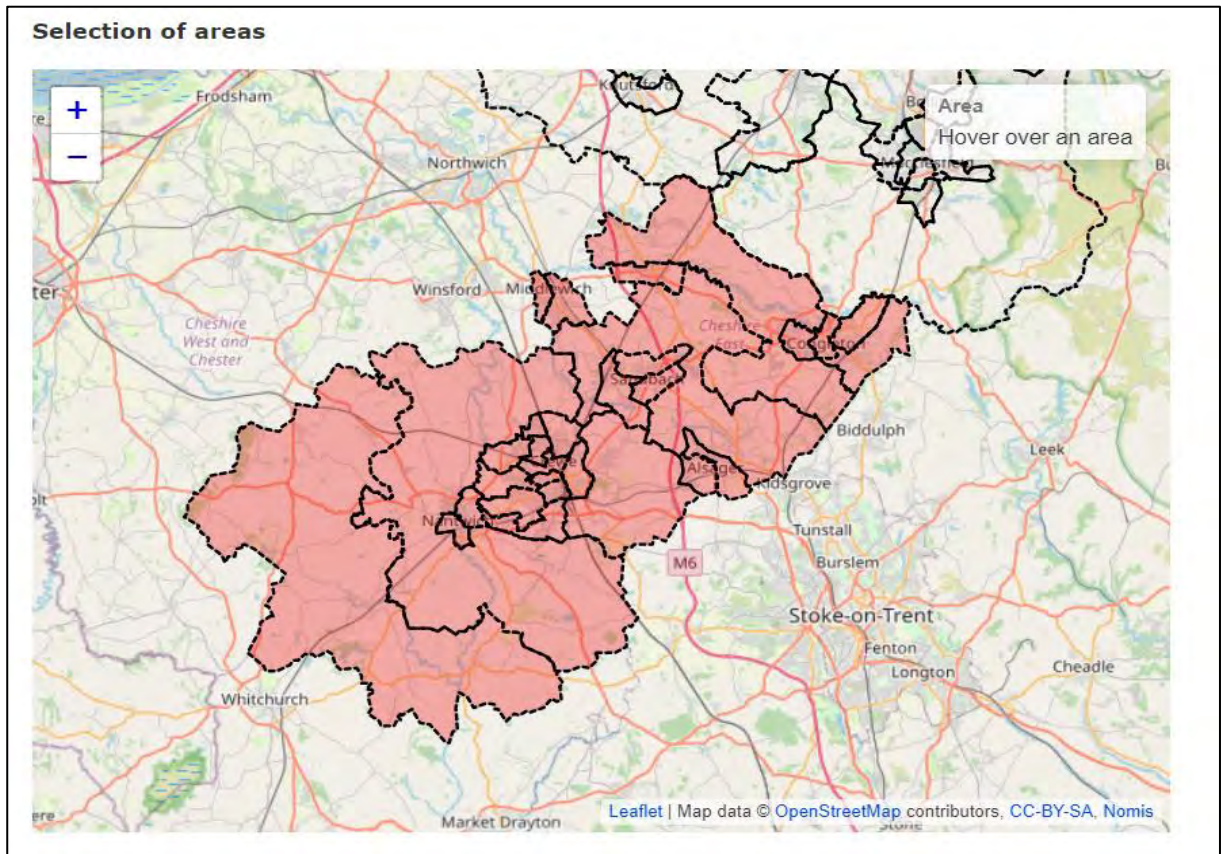 Selection of areas
+
−
Area
Hover over an area
Frodsham
Knutsford
Northwich
Macclesfield
Winsford
Middlewich
Cheshire
West and
Chester
Cheshire
East
Congleton
Sandbach
Biddulph
Leek
Alsager
Kidsgrove
Nantwich
Tunstall
M6
Burslem
Stoke-on-Trent
Fenton
Longton
Cheadle
Whitchurch
Market Drayton
Leaflet | Map data © OpenStreetMap contributors, CC-BY-SA, Nomis